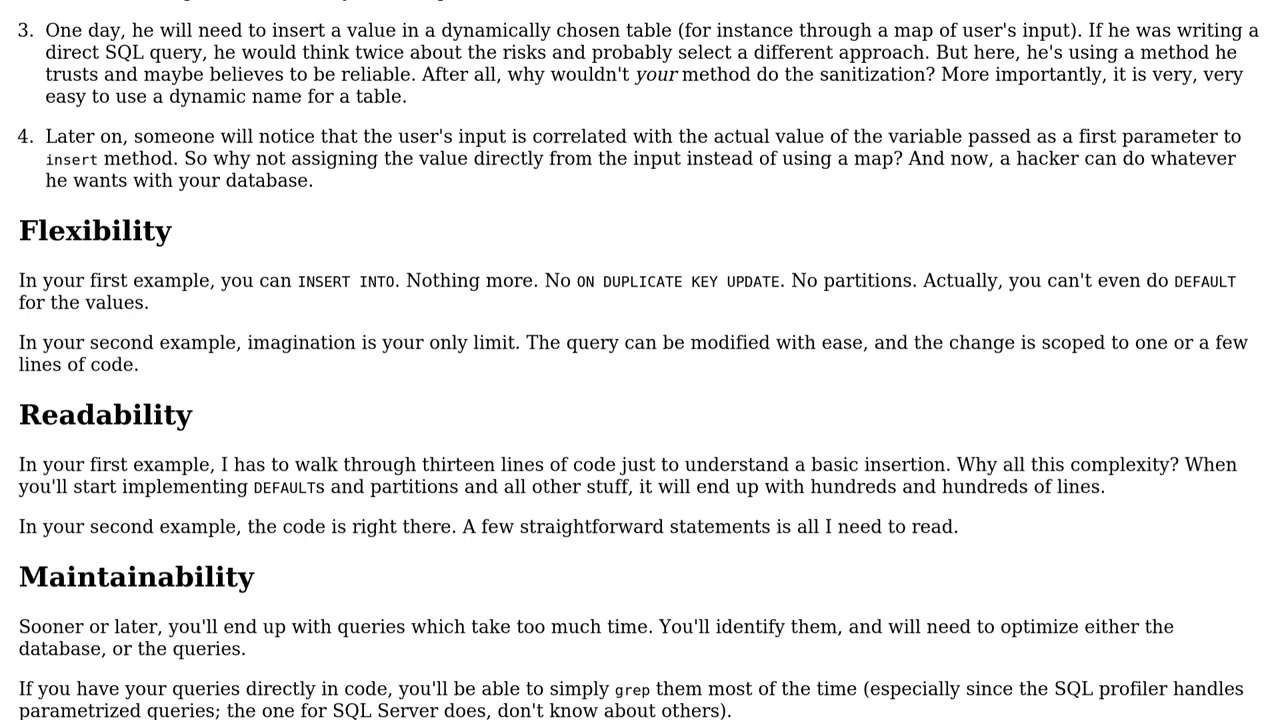 3. One day, he will need to insert a value in a dynamically chosen table (for instance through a map of user's input). If he was writing a
direct SQL query, he would think twice about the risks and probably select a different approach. But here, he's using a method he
trusts and maybe believes to be reliable. After all, why wouldn't your method do the sanitization? More importantly, it is very, very
easy to use a dynamic name for a table.
4. Later on, someone will notice that the user's input is correlated with the actual value of the variable passed as a first parameter to
insert method. So why not assigning the value directly from the input instead of using a map? And now, a hacker can do whatever
he wants with your database.
Flexibility
In your first example, you can INSERT INTO. Nothing more. No ON DUPLICATE KEY UPDATE. No partitions. Actually, you can't even do DEFAULT
for the values.
In your second example, imagination is your only limit. The query can be modified with ease, and the change is scoped to one or a few
lines of code.
Readability
In your first example, I has to walk through thirteen lines of code just to understand a basic insertion. Why all this complexity? When
you'll start implementing DEFAULTs and partitions and all other stuff, it will end up with hundreds and hundreds of lines.
In your second example, the code is right there. A few straightforward statements is all I need to read.
Maintainability
Sooner or later, you'll end up with queries which take too much time. You'll identify them, and will need to optimize either the
database, or the queries.
If you have your queries directly in code, you'll be able to simply grep them most of the time (especially since the SQL profiler handles
parametrized queries; the one for SQL Server does, don't know about others).